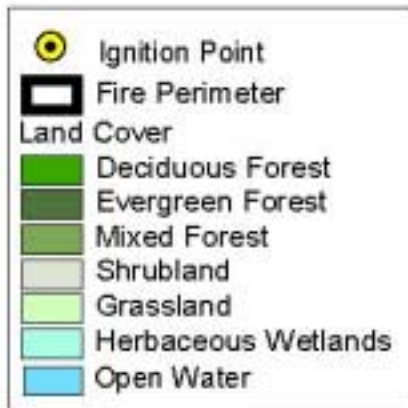 Ignition Point
Fire Perimeter
Land Cover
Deciduous Forest
Evergreen Forest
Mixed Forest
Shrubland
Grassland
Herbaceous Wetlands
Open Water